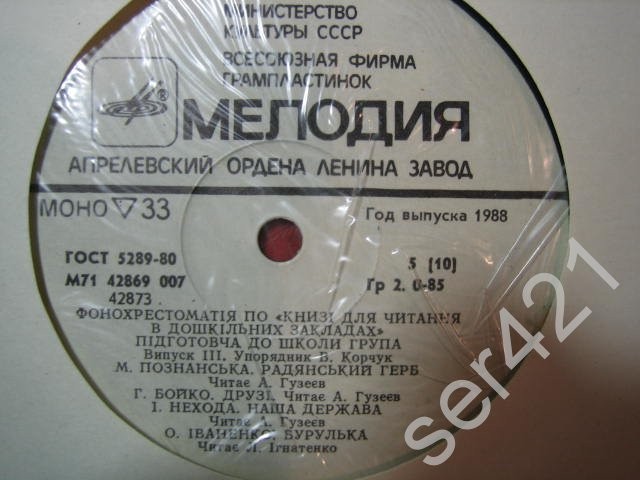 МИНИСТЕРСТВО
КУЛЬТУРЫ СССР
ВСЕСОЮЗНАЯ ФИРМА
ГРАМПЛАСТИНОК
®
МЕЛОДИЯ
АПРЕЛЕВСКИЙ ОРДЕНА ЛЕНИНА ЗАВОД
МОНО ▽ 33
Год выпуска 1988
ГОСТ 5289-80
5 (10)
М71 42869 007
Гр 2. 0-85
42873
ФОНОХРЕСТОМАТІЯ ПО «КНИЗІ ДЛЯ ЧИТАННЯ
В ДОШКІЛЬНИХ ЗАКЛАДАХ»
ПІДГОТОВЧА ДО ШКОЛИ ГРУПА
Випуск III. Упорядник В. Корчук
М. ПОЗНАНСЬКА. РАДЯНСЬКИЙ ГЕРБ
Читає А. Гузеєв
Г. БОЙКО. ДРУЗІ. Читає А. Гузеєв
І. НЕХОДА. НАША ДЕРЖАВА
Читає А. Гузеєв
О. ІВАНЕНКО. БУРУЛЬКА
Читає Л. Ігнатенко
ser421